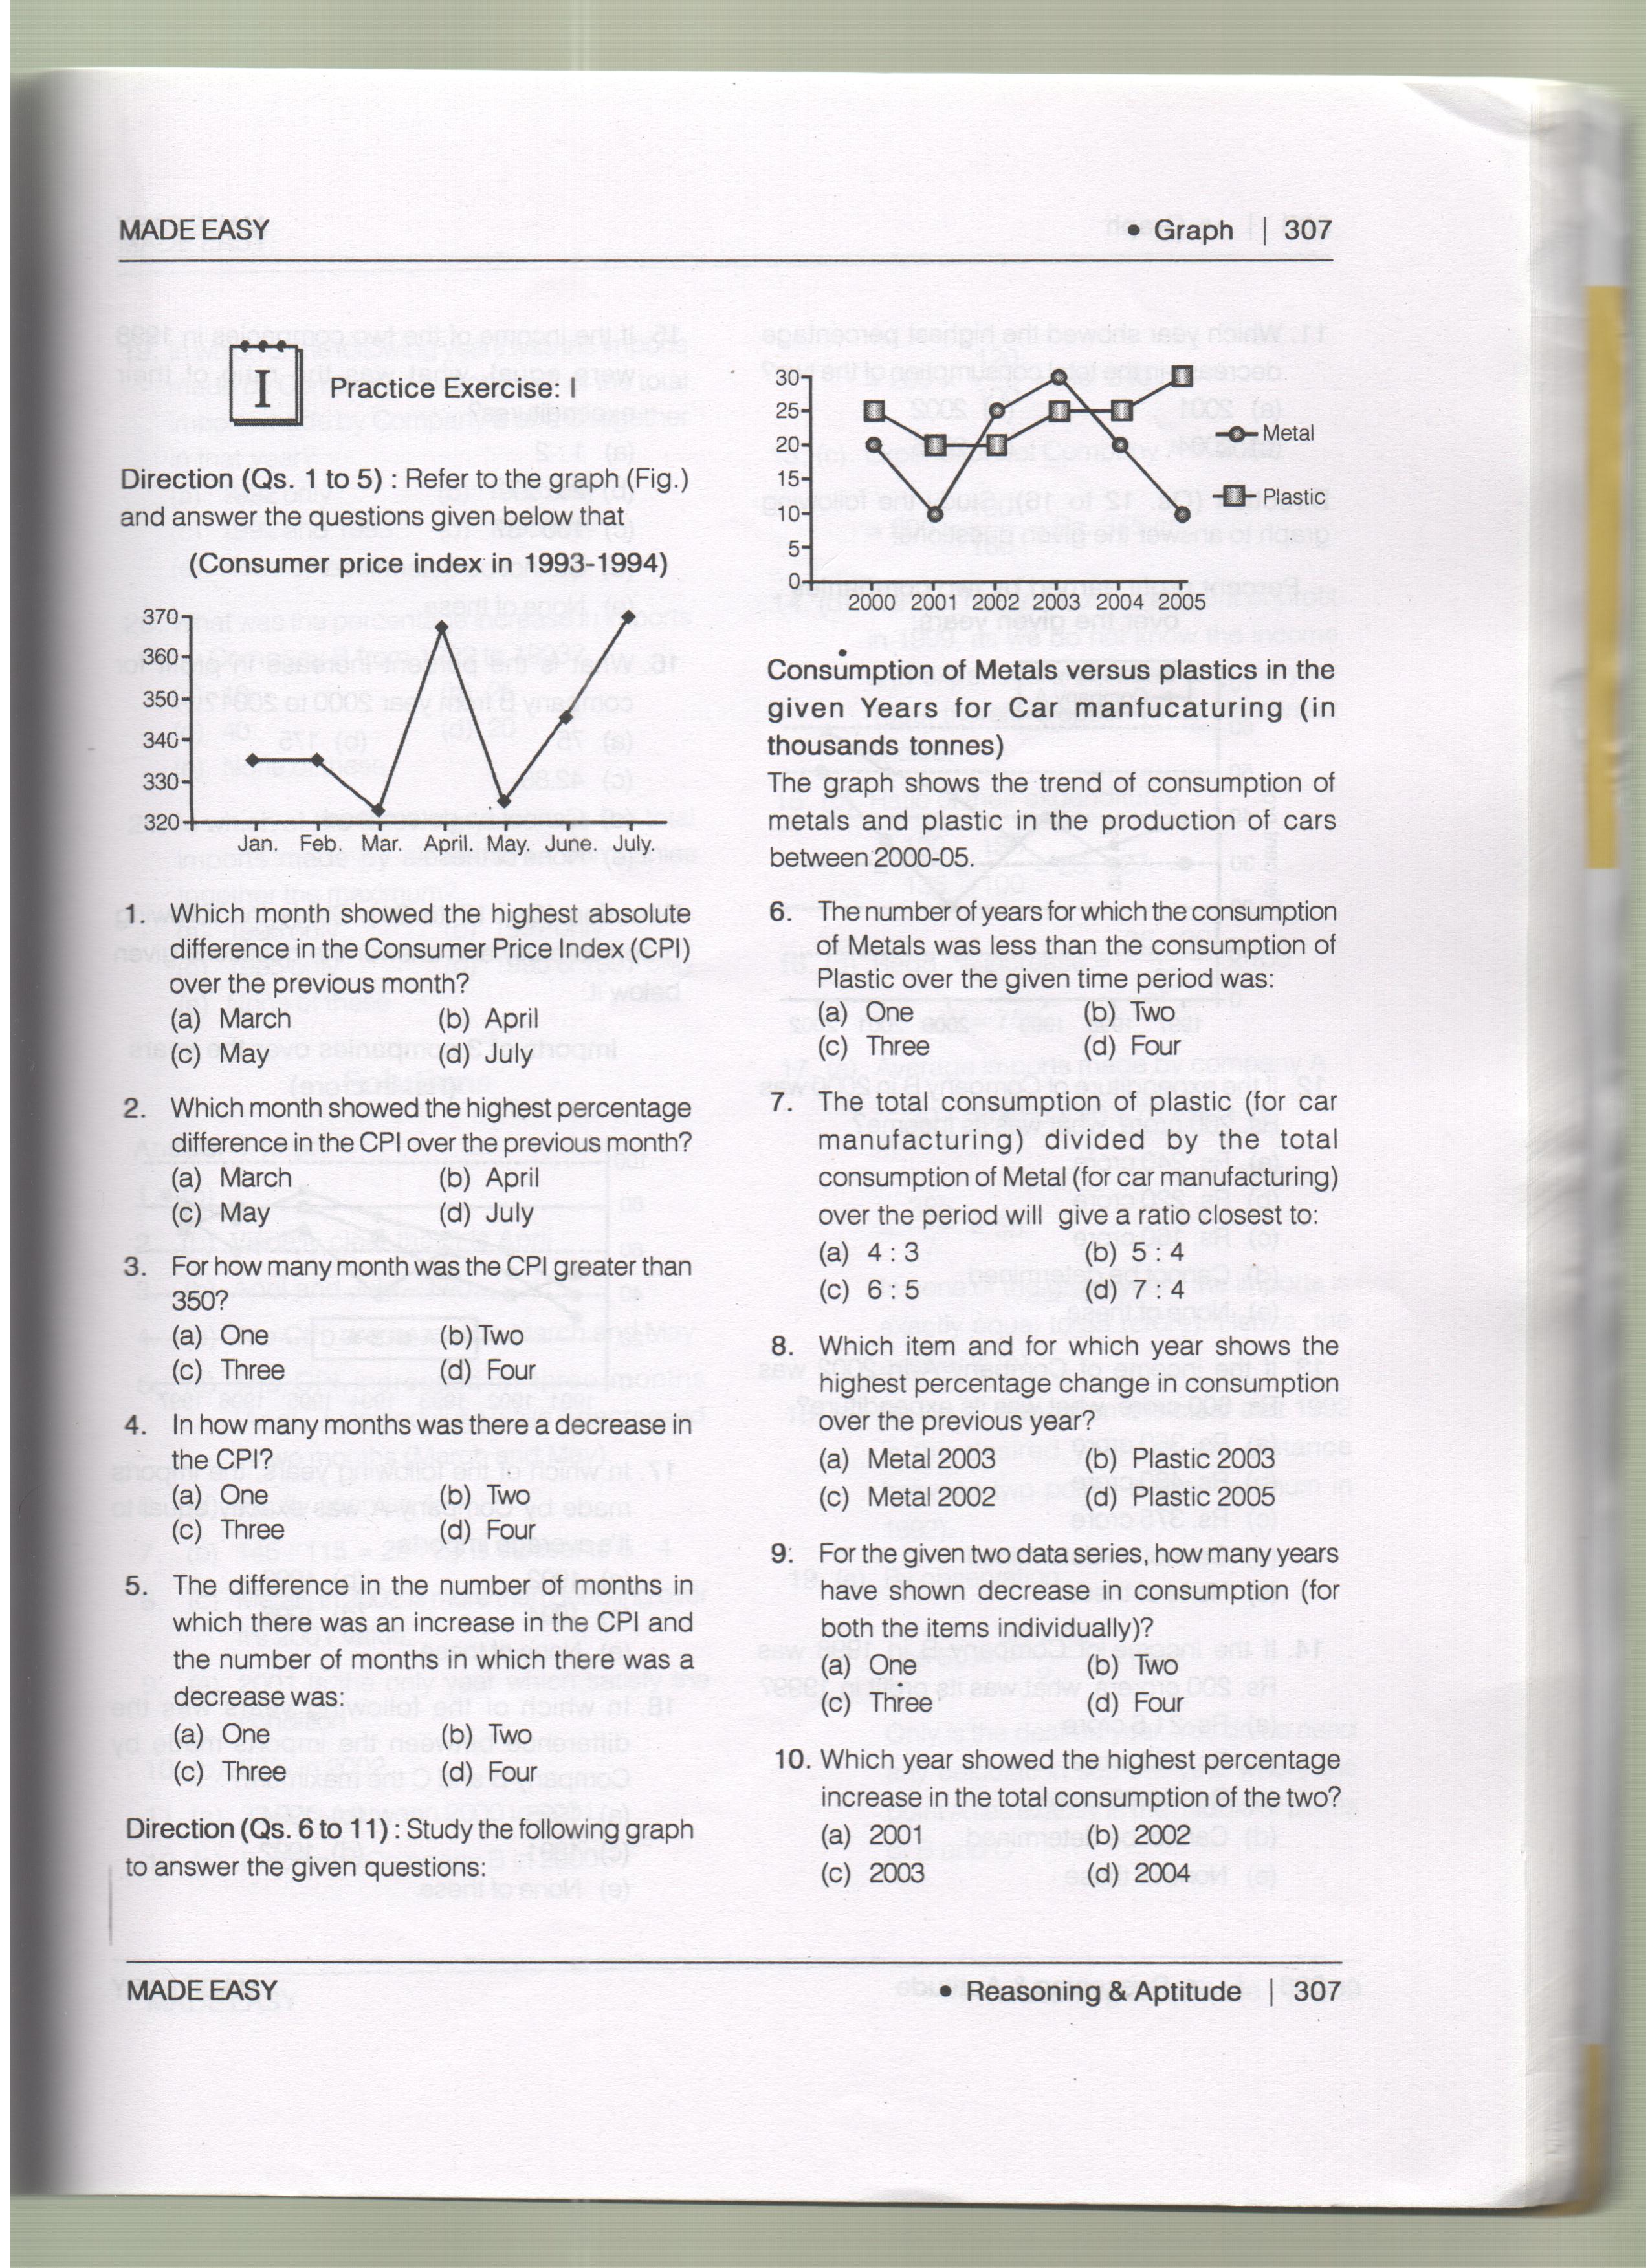 MADE EASY
• Graph | 307
I
Practice Exercise: I
Direction (Qs. 1 to 5) : Refer to the graph (Fig.)
and answer the questions given below that
(Consumer price index in 1993-1994)
370
360
350
340
330
320
Jan. Feb. Mar. April. May. June. July.
1. Which month showed the highest absolute
difference in the Consumer Price Index (CPI)
over the previous month?
(a) March (b) April
(c) May (d) July
2. Which month showed the highest percentage
difference in the CPI over the previous month?
(a) March (b) April
(c) May (d) July
3. For how many month was the CPI greater than
350?
(a) One (b) Two
(c) Three (d) Four
4. In how many months was there a decrease in
the CPI?
(a) One (b) Two
(c) Three (d) Four
5. The difference in the number of months in
which there was an increase in the CPI and
the number of months in which there was a
decrease was:
(a) One (b) Two
(c) Three (d) Four
Direction (Qs. 6 to 11) : Study the following graph
to answer the given questions:
30
25
20
15
10
5
0
2000 2001 2002 2003 2004 2005
Metal
Plastic
Consumption of Metals versus plastics in the
given Years for Car manfucaturing (in
thousands tonnes)
The graph shows the trend of consumption of
metals and plastic in the production of cars
between 2000-05.
6. The number of years for which the consumption
of Metals was less than the consumption of
Plastic over the given time period was:
(a) One (b) Two
(c) Three (d) Four
7. The total consumption of plastic (for car
manufacturing) divided by the total
consumption of Metal (for car manufacturing)
over the period will give a ratio closest to:
(a) 4 : 3 (b) 5 : 4
(c) 6 : 5 (d) 7 : 4
8. Which item and for which year shows the
highest percentage change in consumption
over the previous year?
(a) Metal 2003 (b) Plastic 2003
(c) Metal 2002 (d) Plastic 2005
9. For the given two data series, how many years
have shown decrease in consumption (for
both the items individually)?
(a) One (b) Two
(c) Three (d) Four
10. Which year showed the highest percentage
increase in the total consumption of the two?
(a) 2001 (b) 2002
(c) 2003 (d) 2004
MADE EASY
• Reasoning & Aptitude | 307